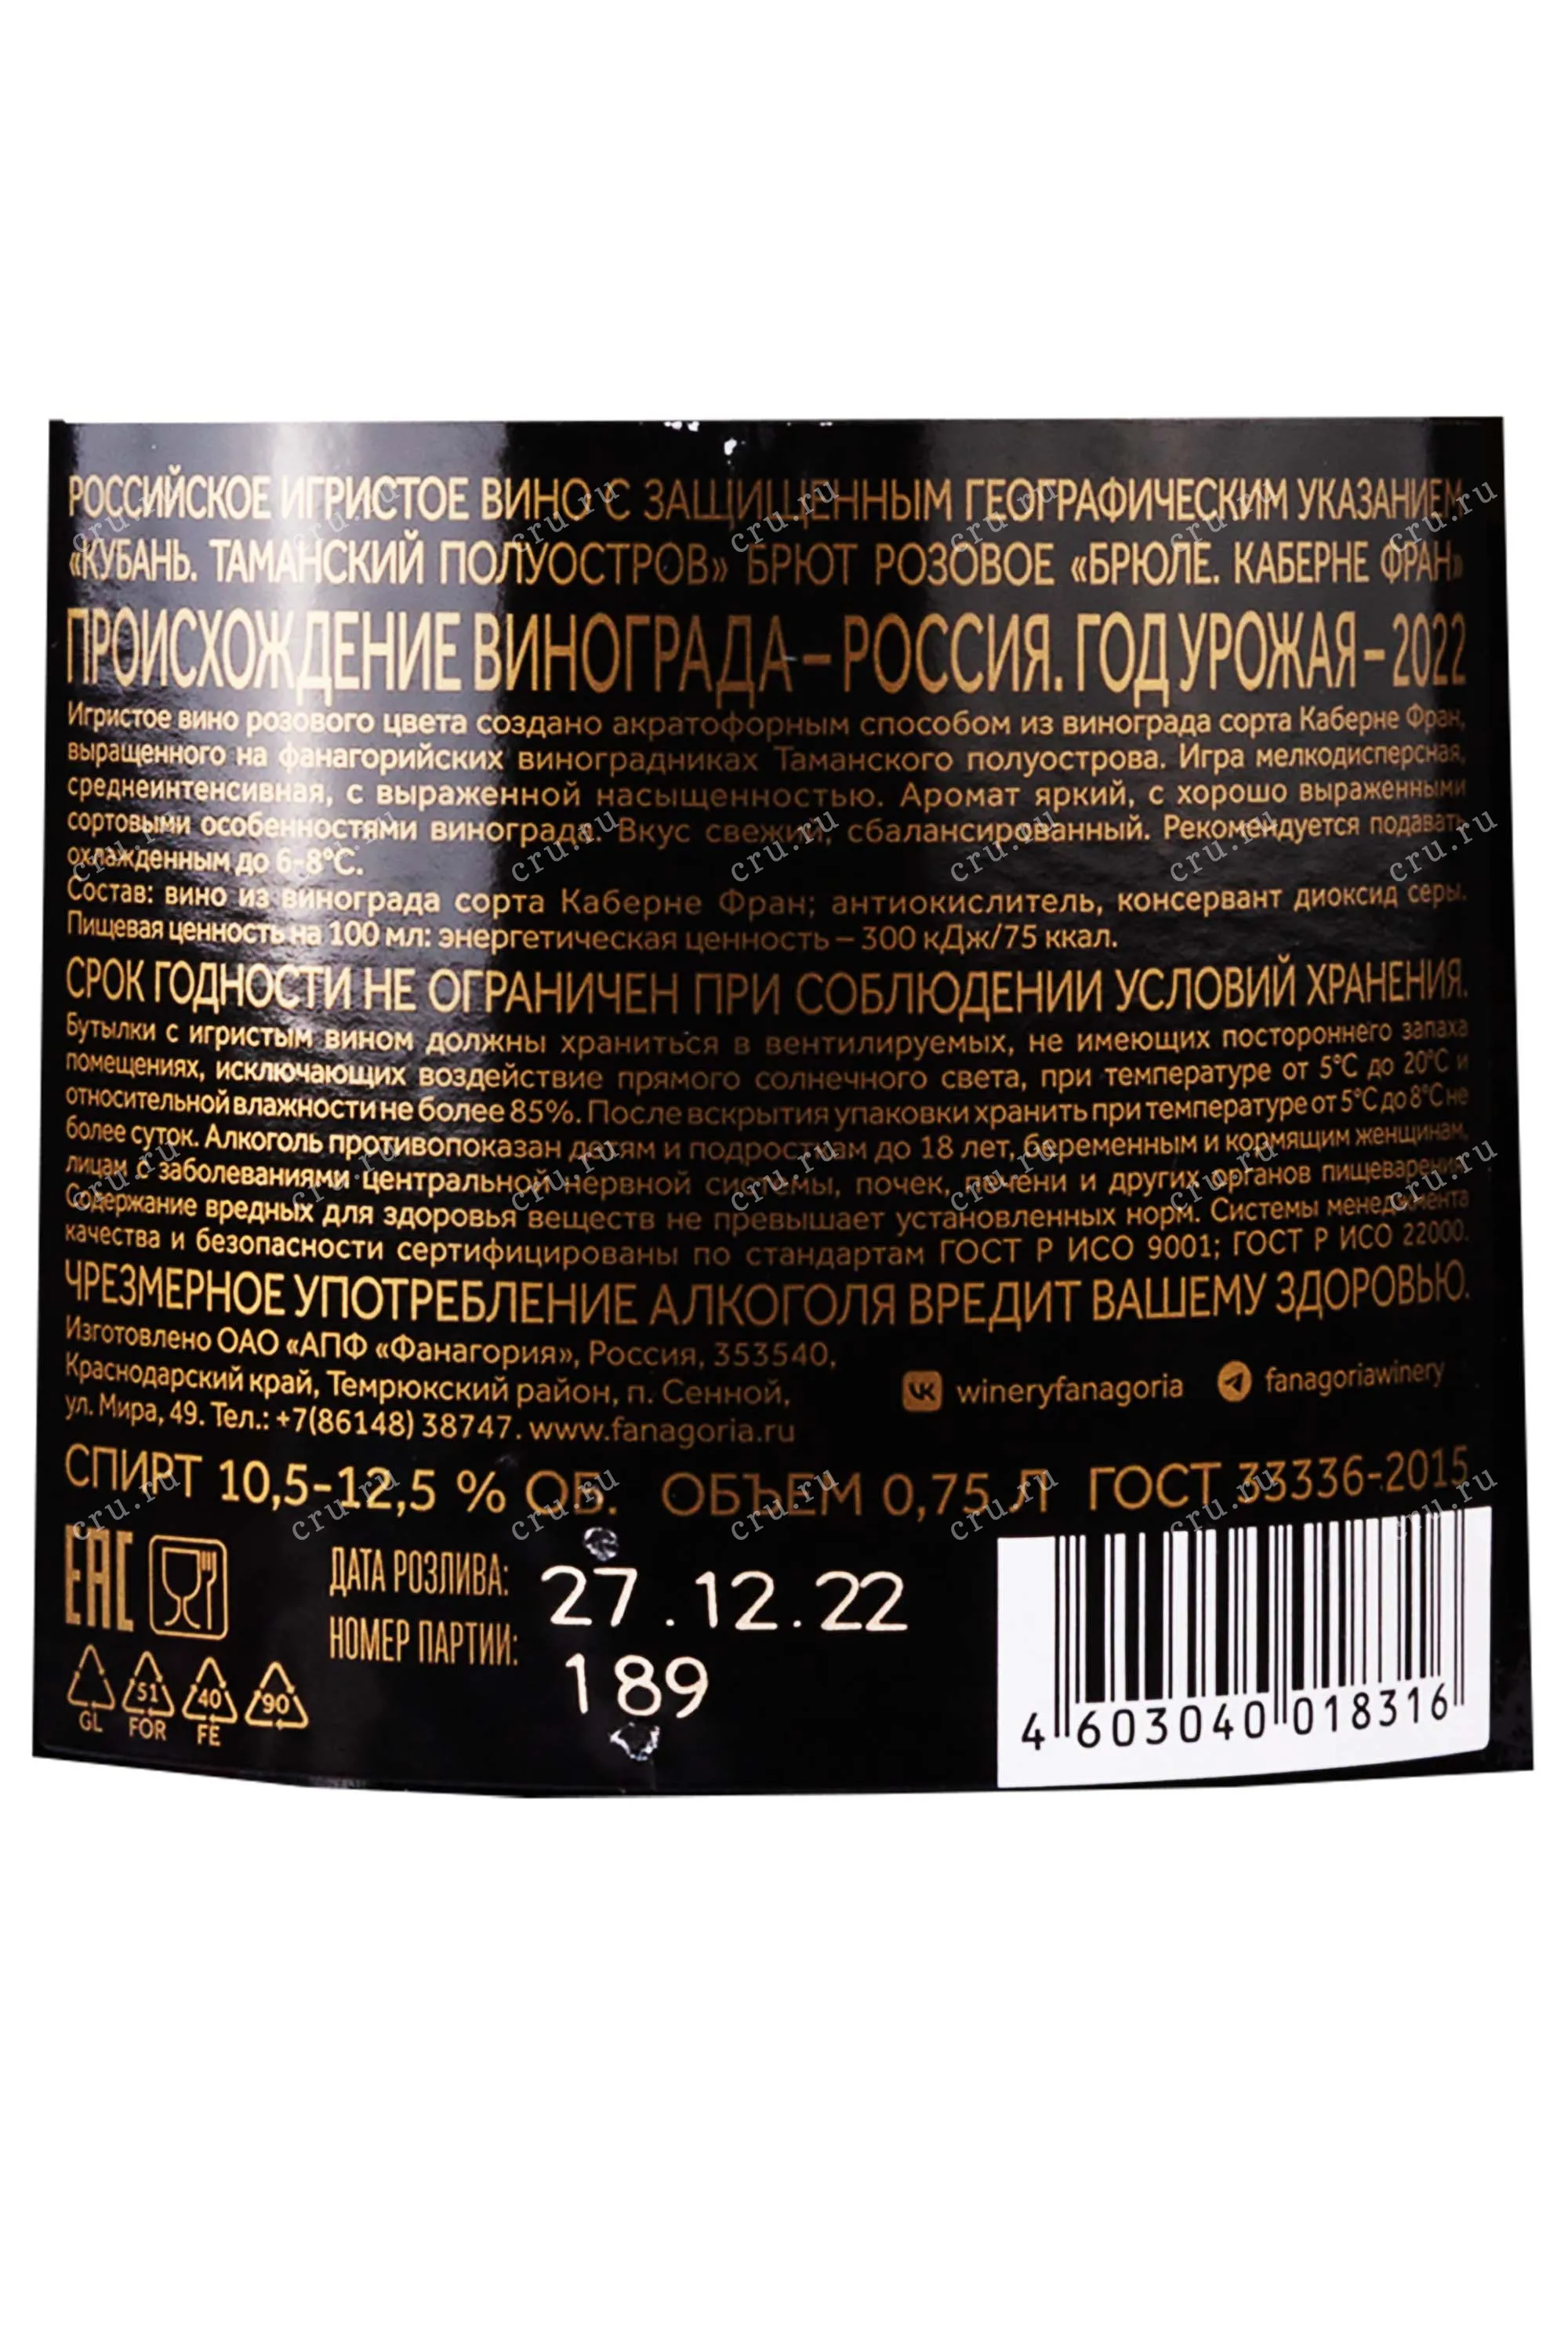 РОССИЙСКОЕ ИГРИСТОЕ ВИНО С ЗАЩИЩЕННЫМ ГЕОГРАФИЧЕСКИМ УКАЗАНИЕМ
«КУБАНЬ. ТАМАНСКИЙ ПОЛУОСТРОВ» БРЮТ РОЗОВОЕ «БРЮЛЕ. КАБЕРНЕ ФРАН»
ПРОИСХОЖДЕНИЕ ВИНОГРАДА – РОССИЯ. ГОД УРОЖАЯ – 2022
Игристое вино розового цвета создано акратофорным способом из винограда сорта Каберне Фран,
выращенного на фанагорийских виноградниках Таманского полуострова. Игра мелкодисперсная,
среднеинтенсивная, с выраженной насыщенностью. Аромат яркий, с хорошо выраженными
сортовыми особенностями винограда. Вкус свежий, сбалансированный. Рекомендуется подавать
охлажденным до 6-8°С.
Состав: вино из винограда сорта Каберне Фран; антиокислитель, консервант диоксид серы.
Пищевая ценность на 100 мл: энергетическая ценность – 300 кДж/75 ккал.
СРОК ГОДНОСТИ НЕ ОГРАНИЧЕН ПРИ СОБЛЮДЕНИИ УСЛОВИЙ ХРАНЕНИЯ.
Бутылки с игристым вином должны храниться в вентилируемых, не имеющих постороннего запаха
помещениях, исключающих воздействие прямого солнечного света, при температуре от 5°С до 20°С и
относительной влажности не более 85%. После вскрытия упаковки хранить при температуре от 5°С до 8°С не
более суток. Алкоголь противопоказан детям и подросткам до 18 лет, беременным и кормящим женщинам,
лицам с заболеваниями центральной нервной системы, почек, печени и других органов пищеварения.
Содержание вредных для здоровья веществ не превышает установленных норм. Системы менеджмента
качества и безопасности сертифицированы по стандартам ГОСТ Р ИСО 9001; ГОСТ Р ИСО 22000.
ЧРЕЗМЕРНОЕ УПОТРЕБЛЕНИЕ АЛКОГОЛЯ ВРЕДИТ ВАШЕМУ ЗДОРОВЬЮ.
Изготовлено ОАО «АПФ «Фанагория», Россия, 353540,
Краснодарский край, Темрюкский район, п. Сенной,
ул. Мира, 49. Тел.: +7(86148) 38747. www.fanagoria.ru
wineryfanagoria fanagoriawinery
СПИРТ 10,5-12,5 % ОБ. ОБЪЕМ 0,75 Л ГОСТ 33336-2015
EAC
ДАТА РОЗЛИВА: 27.12.22
НОМЕР ПАРТИИ: 189
GL 51 FOR 40 FE 90
4 603040 018316
cru.ru